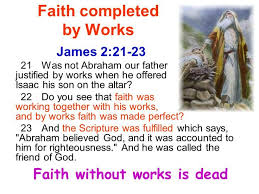 Faith completed
by Works
James 2:21-23
21 Was not Abraham our father
justified by works when he offered
Isaac his son on the altar?
22 Do you see that faith was
working together with his works,
and by works faith was made perfect?
23 And the Scripture was fulfilled which says,
"Abraham believed God, and it was accounted to
him for righteousness." And he was called the
friend of God.
Faith without works is dead